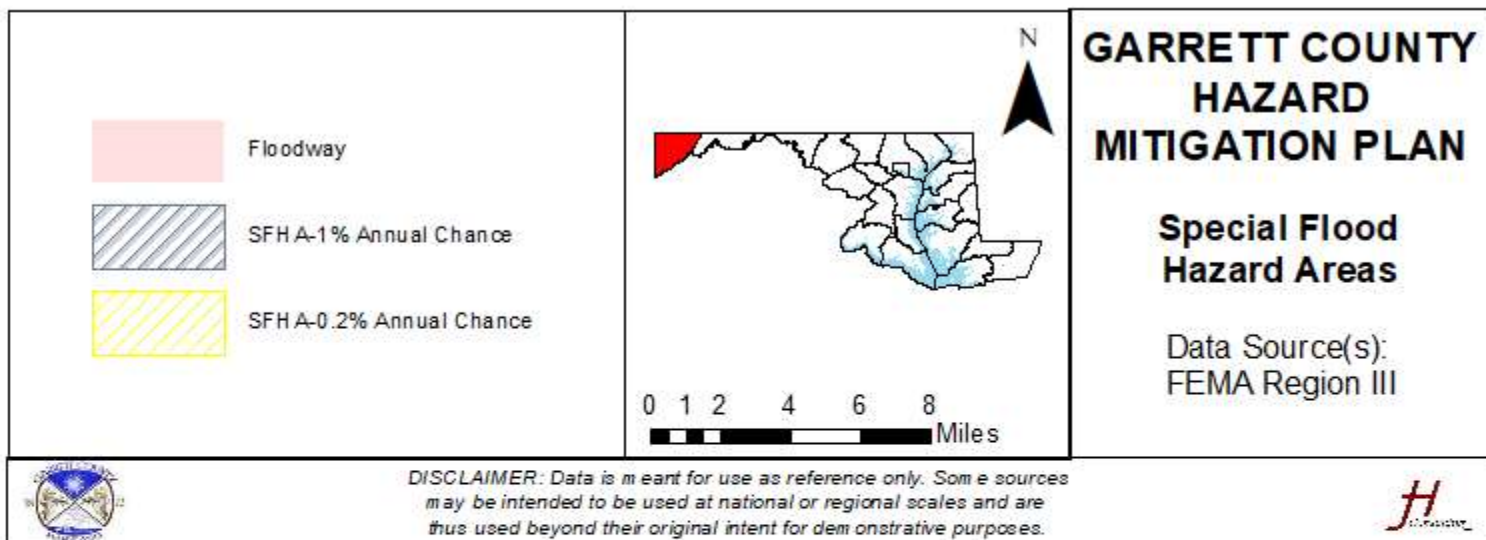 Floodway
SFHA-1% Annual Chance
SFHA-0.2% Annual Chance
N
0 1 2 4 6 8
Miles
GARRETT COUNTY
HAZARD
MITIGATION PLAN
Special Flood
Hazard Areas
Data Source(s):
FEMA Region III
DISCLAIMER: Data is meant for use as reference only. Some sources
may be intended to be used at national or regional scales and are
thus used beyond their original intent for demonstrative purposes.
H